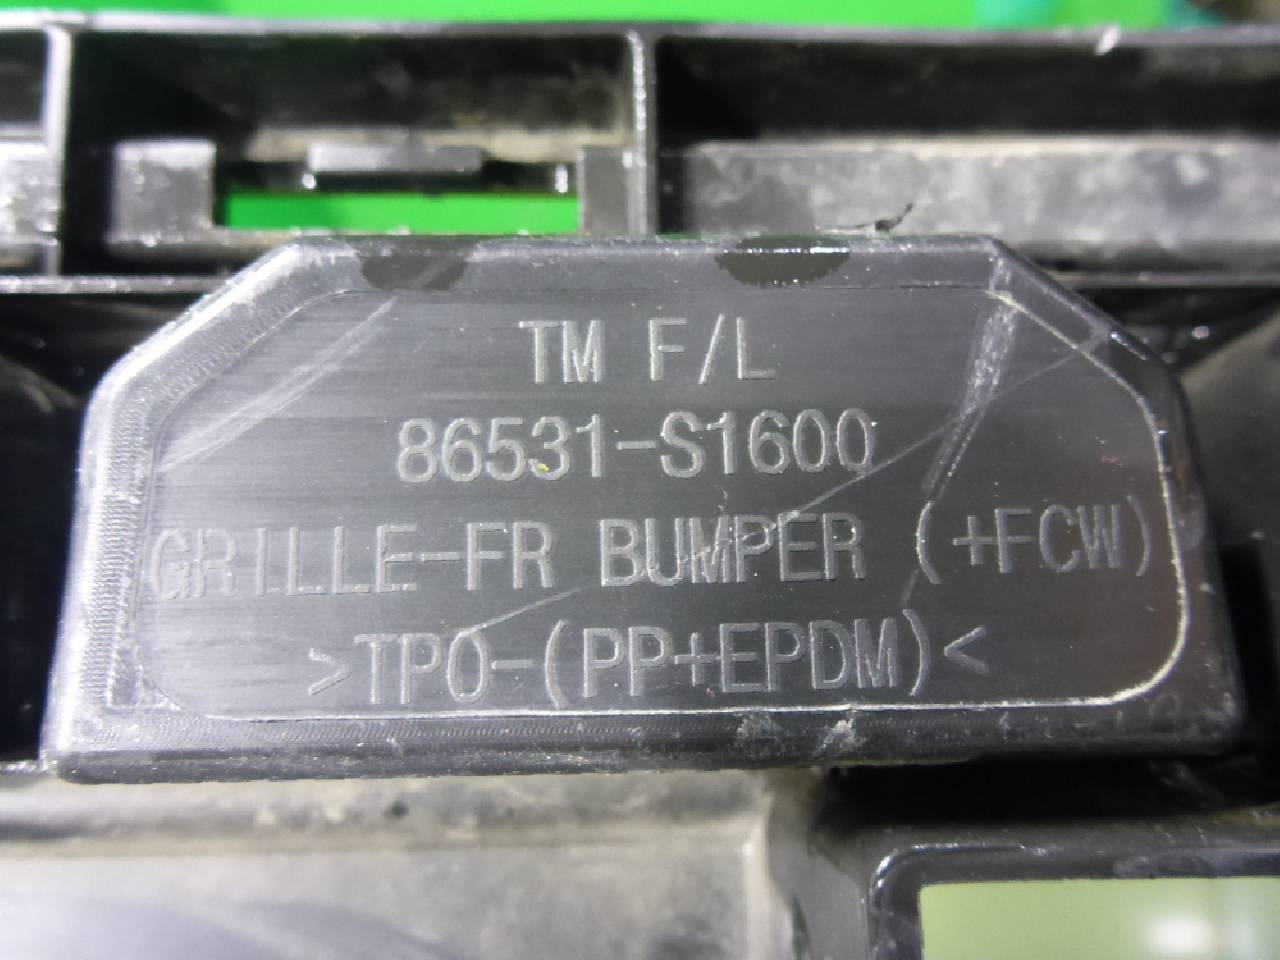 TM F/L
86531-S1600
GRILLE-FR BUMPER (+FCW)
>TPO-(PP+EPDM)<